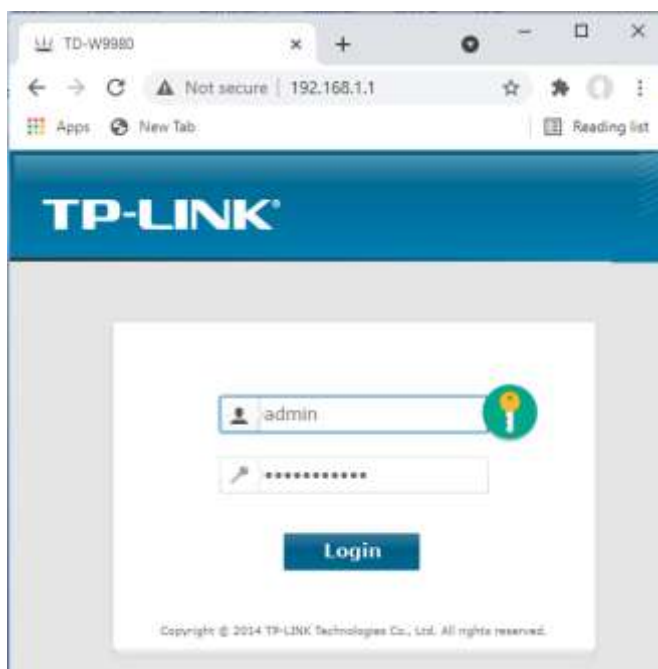 TD-W9980
Not secure | 192.168.1.1
Apps New Tab Reading list
TP-LINK®
admin
•••••••••••
Login
Copyright © 2014 TP-LINK Technologies Co., Ltd. All rights reserved.